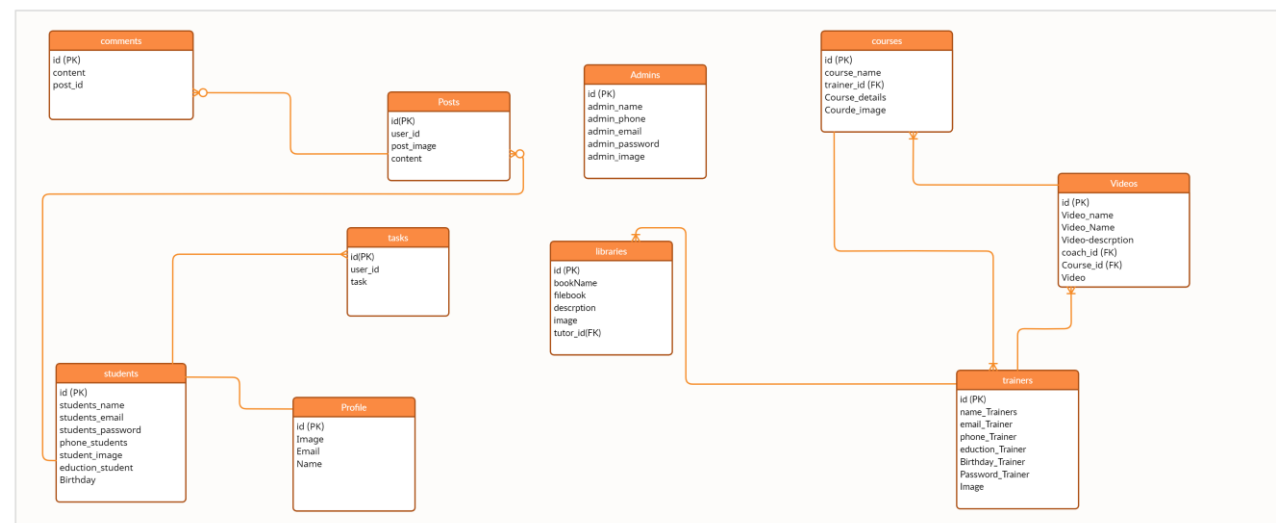 comments
id (PK)
content
post_id
Posts
id(PK)
user_id
post_image
content
Admins
id (PK)
admin_name
admin_phone
admin_email
admin_password
admin_image
courses
id (PK)
course_name
trainer_id (FK)
Course_details
Courde_image
Videos
id (PK)
Video_name
Video_Name
Video-descrption
coach_id (FK)
Course_id (FK)
Video
tasks
id(PK)
user_id
task
libraries
id (PK)
bookName
filebook
descrption
image
tutor_id(FK)
students
id (PK)
students_name
students_email
students_password
phone_students
student_image
eduction_student
Birthday
Profile
id (PK)
Image
Email
Name
trainers
id (PK)
name_Trainers
email_Trainer
phone_Trainer
eduction_Trainer
Birthday_Trainer
Password_Trainer
Image